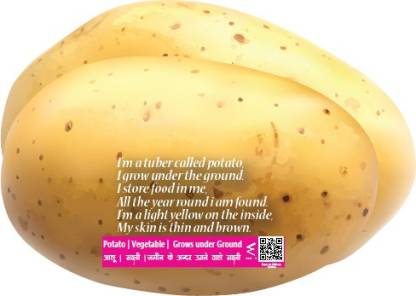 I'm a tuber called potato,
I grow under the ground.
I store food in me,
All the year round i am found.
I'm a light yellow on the inside,
My skin is thin and brown.
Potato | Vegetable | Grows under Ground
आलू | सब्जी | जमीन के अन्दर उगने वाली सब्जी